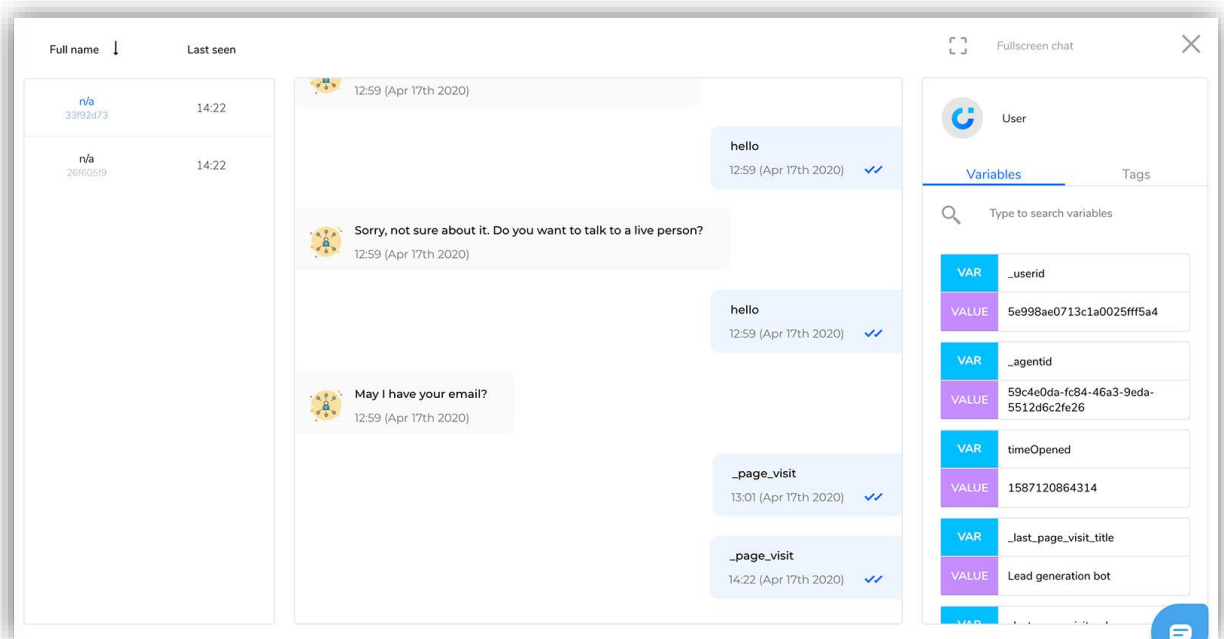 Full name
Last seen
Fullscreen chat
n/a
33f92d73
14:22
n/a
26f605f9
14:22
12:59 (Apr 17th 2020)
hello
12:59 (Apr 17th 2020)
Sorry, not sure about it. Do you want to talk to a live person?
12:59 (Apr 17th 2020)
hello
12:59 (Apr 17th 2020)
May I have your email?
12:59 (Apr 17th 2020)
_page_visit
13:01 (Apr 17th 2020)
_page_visit
14:22 (Apr 17th 2020)
User
Variables
Tags
Type to search variables
VAR
_userid
VALUE
5e998ae0713c1a0025fff5a4
VAR
_agentid
VALUE
59c4e0da-fc84-46a3-9eda-
5512d6c2fe26
VAR
timeOpened
VALUE
1587120864314
VAR
_last_page_visit_title
VALUE
Lead generation bot
VAR